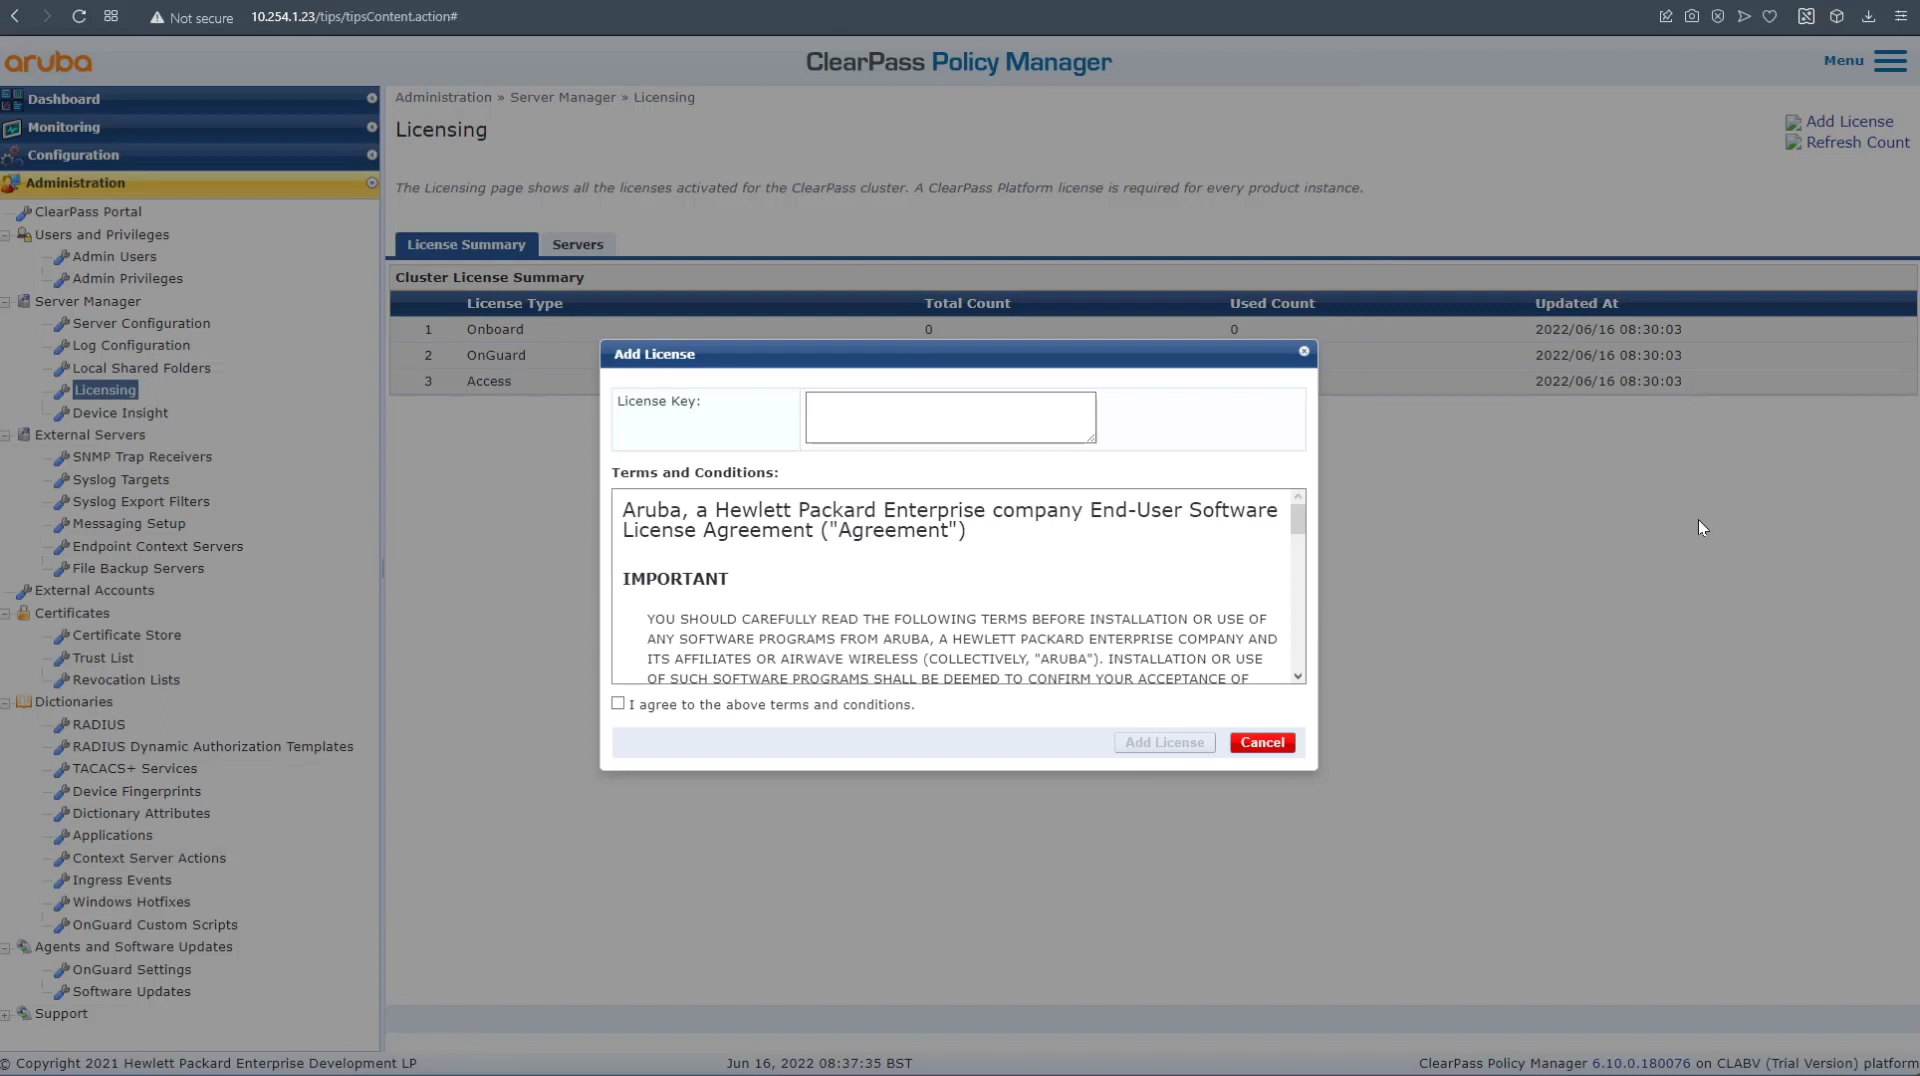 Not secure
10.254.1.23/tips/tipsContent.action#
aruba
ClearPass Policy Manager
Menu
Dashboard
Monitoring
Configuration
Administration
ClearPass Portal
Users and Privileges
Admin Users
Admin Privileges
Server Manager
Server Configuration
Log Configuration
Local Shared Folders
Licensing
Device Insight
External Servers
SNMP Trap Receivers
Syslog Targets
Syslog Export Filters
Messaging Setup
Endpoint Context Servers
File Backup Servers
External Accounts
Certificates
Certificate Store
Trust List
Revocation Lists
Dictionaries
RADIUS
RADIUS Dynamic Authorization Templates
TACACS+ Services
Device Fingerprints
Dictionary Attributes
Applications
Context Server Actions
Ingress Events
Windows Hotfixes
OnGuard Custom Scripts
Agents and Software Updates
OnGuard Settings
Software Updates
Support
Administration » Server Manager » Licensing
Licensing
Add License
Refresh Count
The Licensing page shows all the licenses activated for the ClearPass cluster. A ClearPass Platform license is required for every product instance.
License Summary Servers
Cluster License Summary
License Type Total Count Used Count Updated At
1 Onboard 0 0 2022/06/16 08:30:03
2 OnGuard 2022/06/16 08:30:03
3 Access 2022/06/16 08:30:03
Add License
License Key:
Terms and Conditions:
Aruba, a Hewlett Packard Enterprise company End-User Software
License Agreement ("Agreement")
IMPORTANT
YOU SHOULD CAREFULLY READ THE FOLLOWING TERMS BEFORE INSTALLATION OR USE OF
ANY SOFTWARE PROGRAMS FROM ARUBA, A HEWLETT PACKARD ENTERPRISE COMPANY AND
ITS AFFILIATES OR AIRWAVE WIRELESS (COLLECTIVELY, "ARUBA"). INSTALLATION OR USE
OF SUCH SOFTWARE PROGRAMS SHALL BE DEEMED TO CONFIRM YOUR ACCEPTANCE OF
I agree to the above terms and conditions.
Add License Cancel
© Copyright 2021 Hewlett Packard Enterprise Development LP
Jun 16, 2022 08:37:35 BST
ClearPass Policy Manager 6.10.0.180076 on CLABV (Trial Version) platform